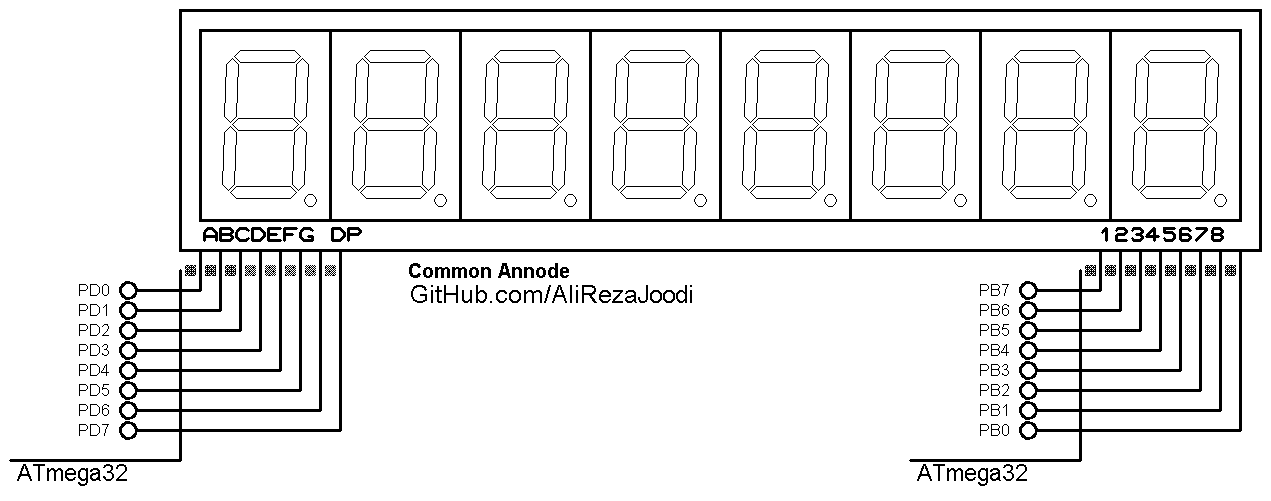 ABCDEFG DP
12345678
Common Annode
GitHub.com/AliRezaJoodi
PD0
PD1
PD2
PD3
PD4
PD5
PD6
PD7
ATmega32
PB7
PB6
PB5
PB4
PB3
PB2
PB1
PB0
ATmega32